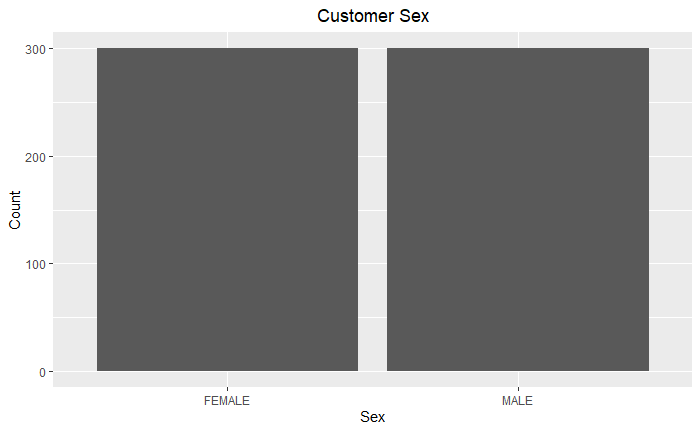 Customer Sex
300
200
100
0
Count
FEMALE MALE
Sex